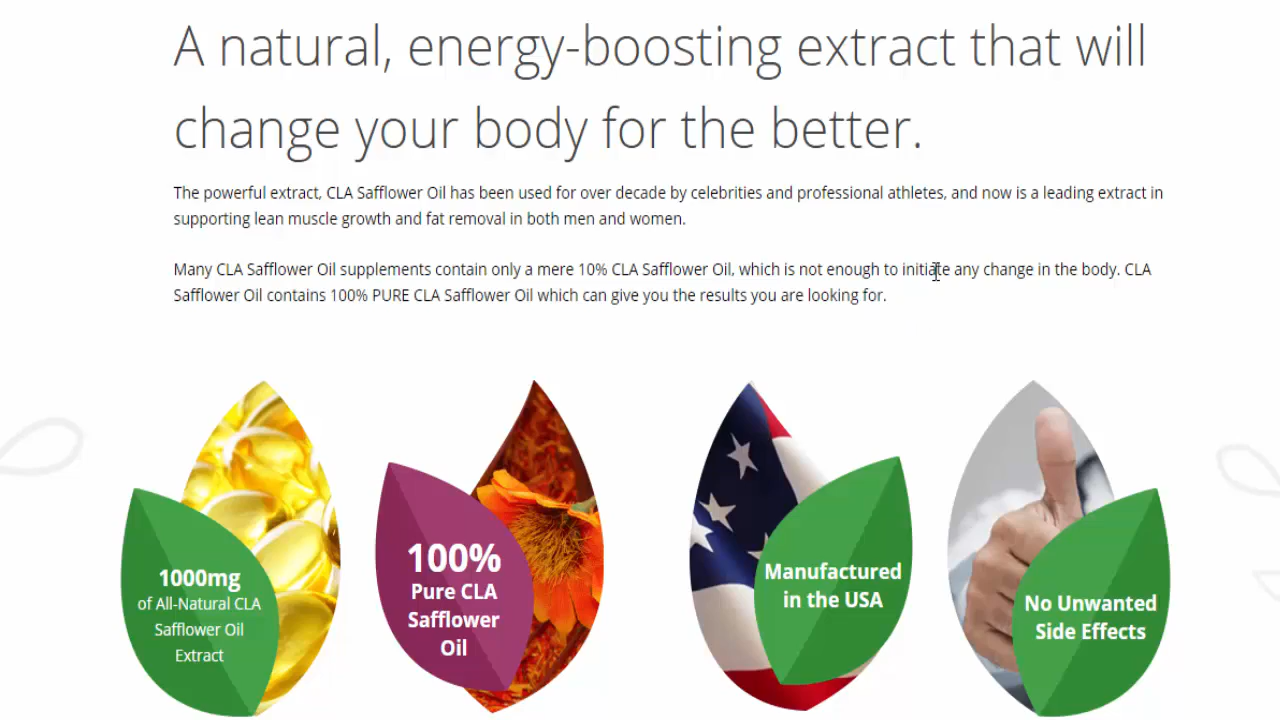 A natural, energy-boosting extract that will
change your body for the better.
The powerful extract, CLA Safflower Oil has been used for over decade by celebrities and professional athletes, and now is a leading extract in
supporting lean muscle growth and fat removal in both men and women.
Many CLA Safflower Oil supplements contain only a mere 10% CLA Safflower Oil, which is not enough to initiate any change in the body. CLA
Safflower Oil contains 100% PURE CLA Safflower Oil which can give you the results you are looking for.
1000mg
of All-Natural CLA
Safflower Oil
Extract
100%
Pure CLA
Safflower
Oil
Manufactured
in the USA
No Unwanted
Side Effects